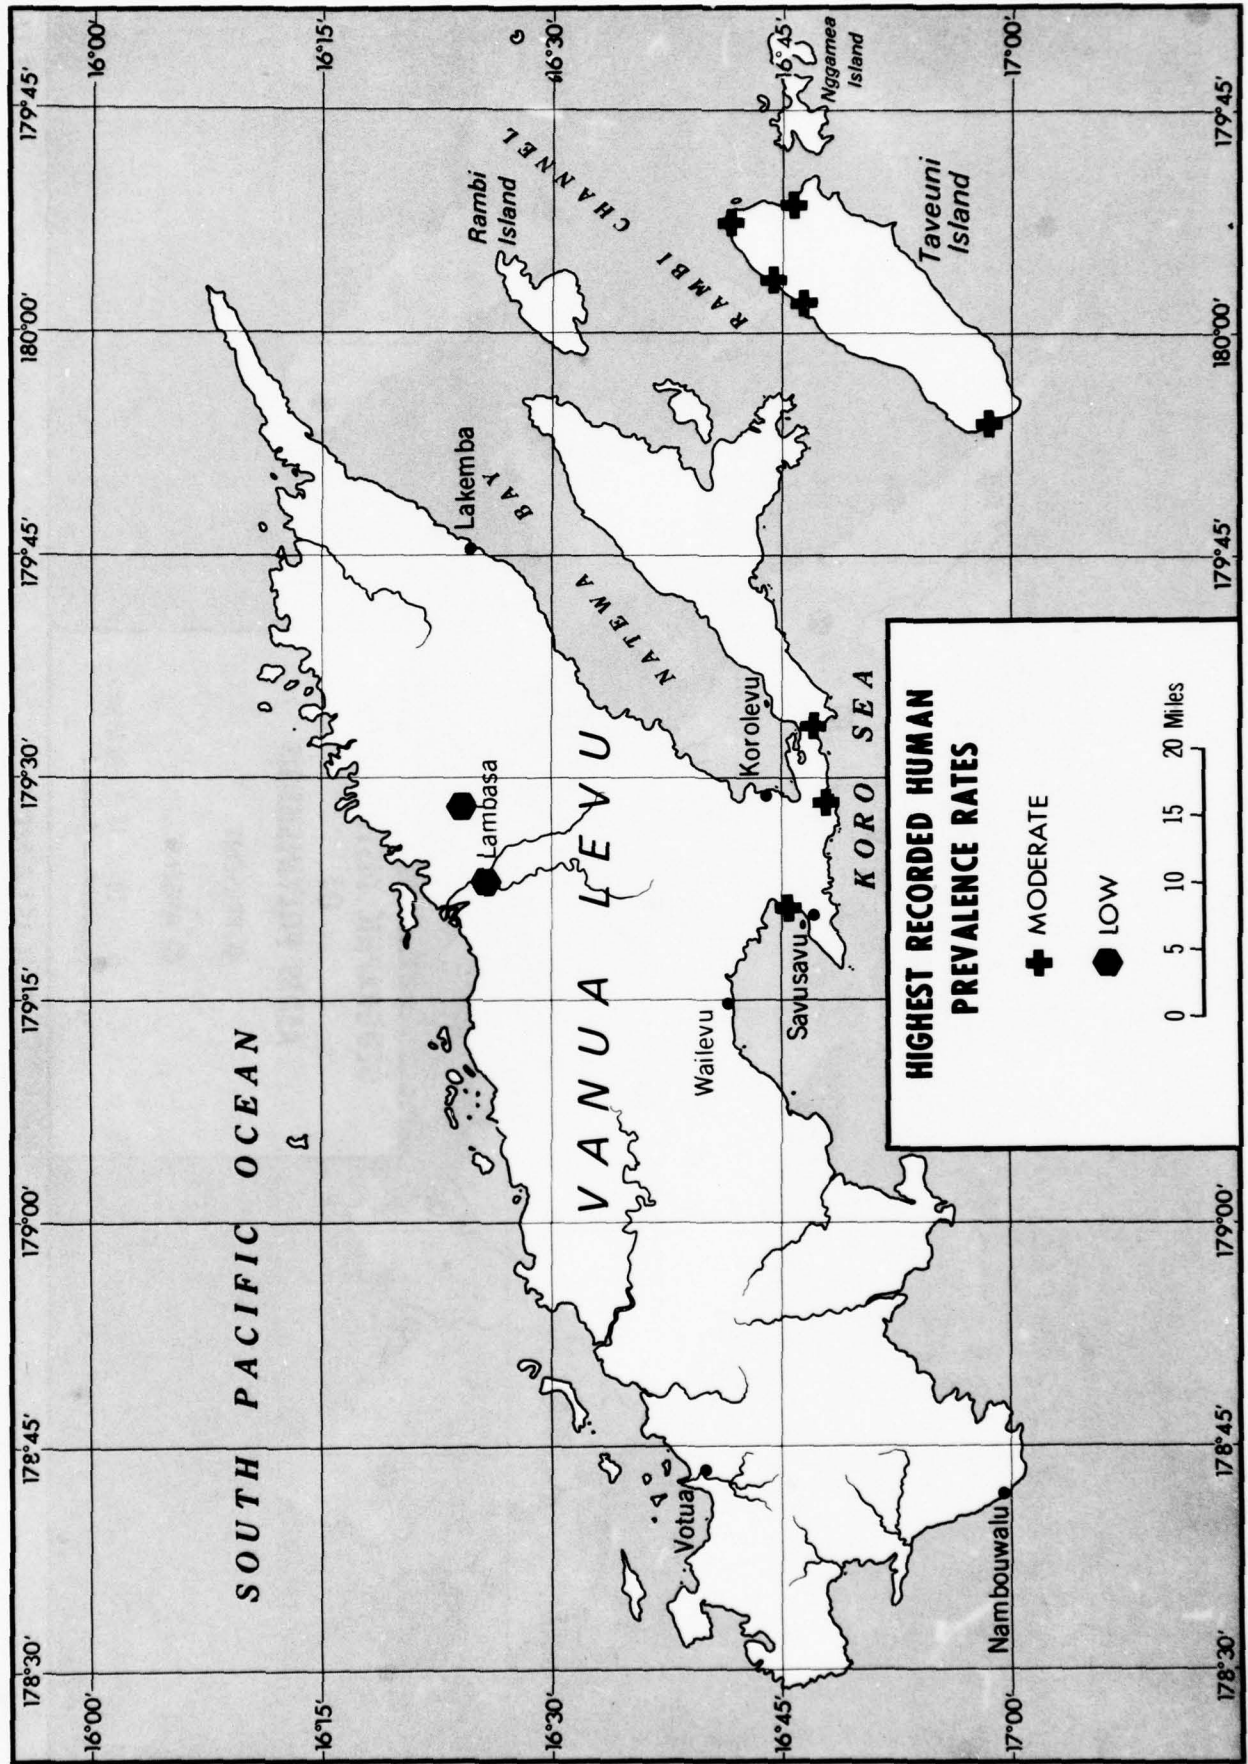 178°30′
178°45′
179°00′
179°15′
179°30′
179°45′
180°00′
179°45′
16°00′
16°00′
SOUTH PACIFIC OCEAN
16°15′
16°15′
Lakemba
Rambi
Island
Lambasa
NATEWA BAY
RAMBI CHANNEL
16°30′
16°30′
VANUA LEVU
Votua
Wailevu
Korolevu
Savusavu
16°45′
16°45′
Nggamea
Island
KORO SEA
Taveuni
Island
Nambouwalu
17°00′
17°00′
HIGHEST RECORDED HUMAN
PREVALENCE RATES
MODERATE
LOW
0 5 10 15 20 Miles
178°30′
178°45′
179°00′
179°45′
180°00′
179°45′